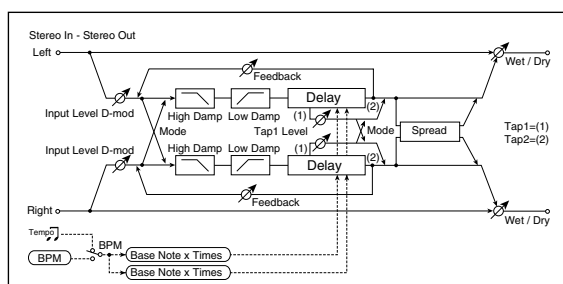 Stereo In - Stereo Out
Left
Wet / Dry
Feedback
Input Level D-mod
High Damp
Low Damp
Delay
(2)
(1)
Tap1 Level
Mode
Mode
Spread
Tap1=(1)
Tap2=(2)
Input Level D-mod
High Damp
Low Damp
(1)
Delay
(2)
Feedback
Right
Wet / Dry
Tempo
BPM
BPM
Base Note x Times
Base Note x Times